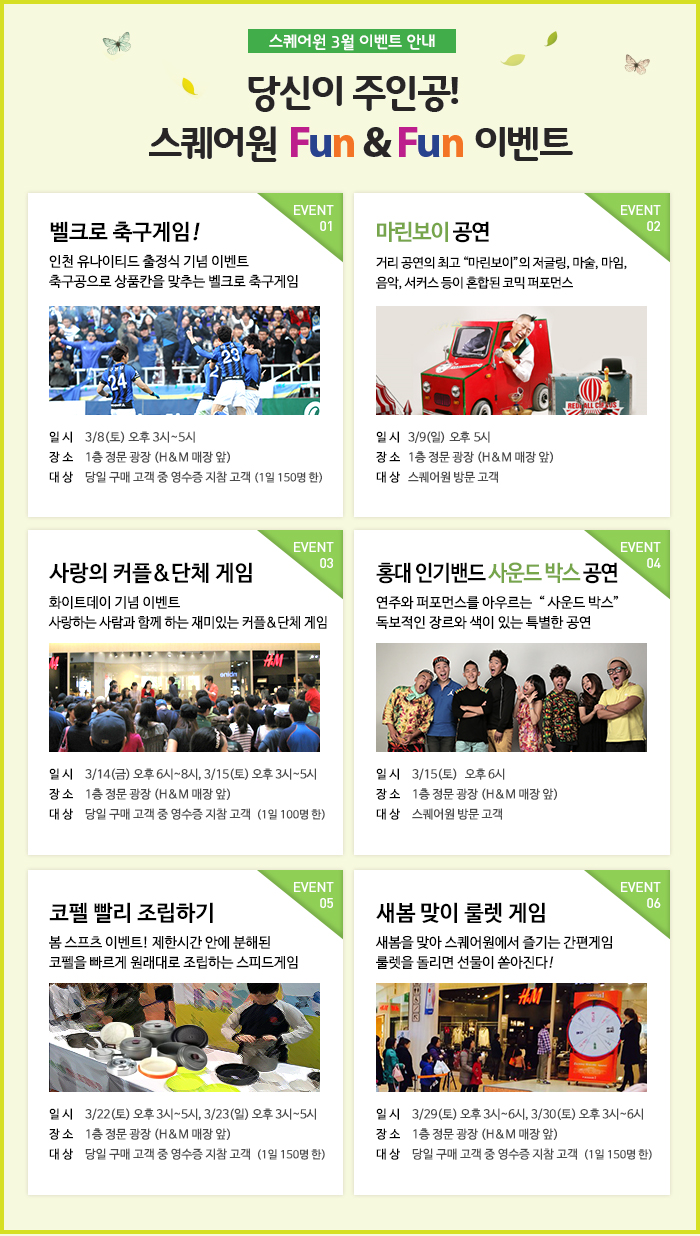 스퀘어원 3월 이벤트 안내
당신이 주인공!
스퀘어원 Fun & Fun 이벤트
EVENT
01
벨크로 축구게임!
인천 유나이티드 출정식 기념 이벤트
축구공으로 상품칸을 맞추는 벨크로 축구게임
24
23
일 시 3/8(토) 오후 3시~5시
장 소 1층 정문 광장 (H&M 매장 앞)
대 상 당일 구매 고객 중 영수증 지참 고객 (1일 150명 한)
EVENT
02
마린보이 공연
거리 공연의 최고 “마린보이”의 저글링, 마술, 마임,
음악, 서커스 등이 혼합된 코믹 퍼포먼스
일 시 3/9(일) 오후 5시
장 소 1층 정문 광장 (H&M 매장 앞)
대 상 스퀘어원 방문 고객
EVENT
03
사랑의 커플&단체 게임
화이트데이 기념 이벤트
사랑하는 사람과 함께 하는 재미있는 커플&단체 게임
H&M
일 시 3/14(금) 오후 6시~8시, 3/15(토) 오후 3시~5시
장 소 1층 정문 광장 (H&M 매장 앞)
대 상 당일 구매 고객 중 영수증 지참 고객 (1일 100명 한)
EVENT
04
홍대 인기밴드 사운드 박스 공연
연주와 퍼포먼스를 아우르는 “ 사운드 박스”
독보적인 장르와 색이 있는 특별한 공연
일 시 3/15(토) 오후 6시
장 소 1층 정문 광장 (H&M 매장 앞)
대 상 스퀘어원 방문 고객
EVENT
05
코펠 빨리 조립하기
봄 스프츠 이벤트! 제한시간 안에 분해된
코펠을 빠르게 원래대로 조립하는 스피드게임
일 시 3/22(토) 오후 3시~5시, 3/23(일) 오후 3시~5시
장 소 1층 정문 광장 (H&M 매장 앞)
대 상 당일 구매 고객 중 영수증 지참 고객 (1일 150명 한)
EVENT
06
새봄 맞이 룰렛 게임
새봄을 맞아 스퀘어원에서 즐기는 간편게임
룰렛을 돌리면 선물이 쏟아진다!
H&M
일 시 3/29(토) 오후 3시~6시, 3/30(토) 오후 3시~6시
장 소 1층 정문 광장 (H&M 매장 앞)
대 상 당일 구매 고객 중 영수증 지참 고객 (1일 150명 한)